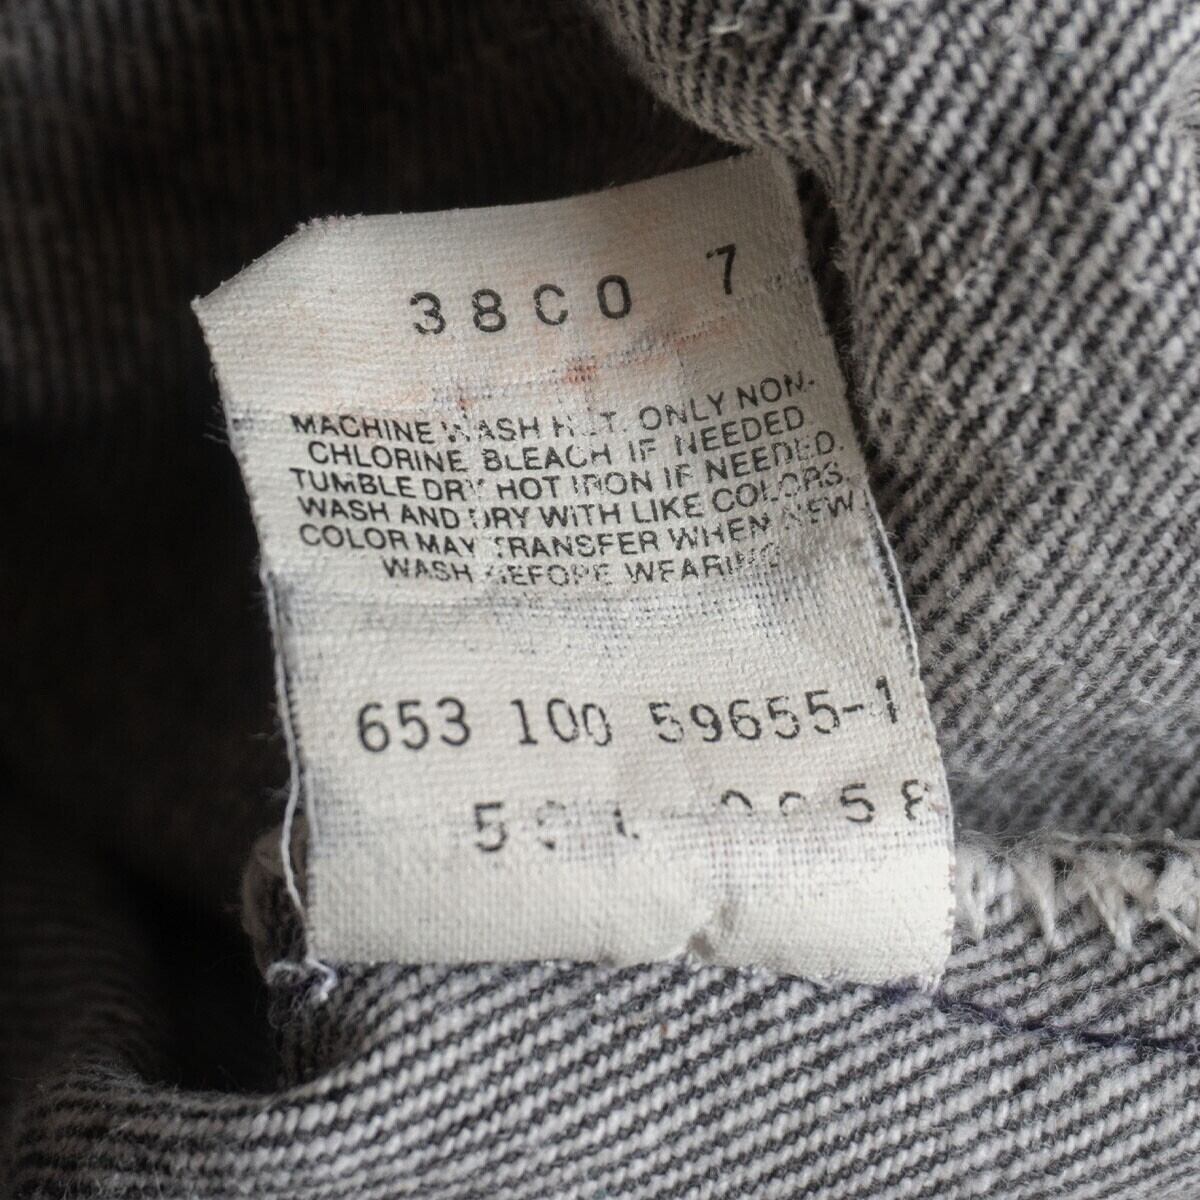 38C0 7
MACHINE WASH HOT. ONLY NON-
CHLORINE BLEACH IF NEEDED
TUMBLE DRY HOT IRON IF NEEDED.
WASH AND DRY WITH LIKE COLORS
COLOR MAY TRANSFER WHEN NEW
WASH BEFORE WEARING
653 100 59655-1